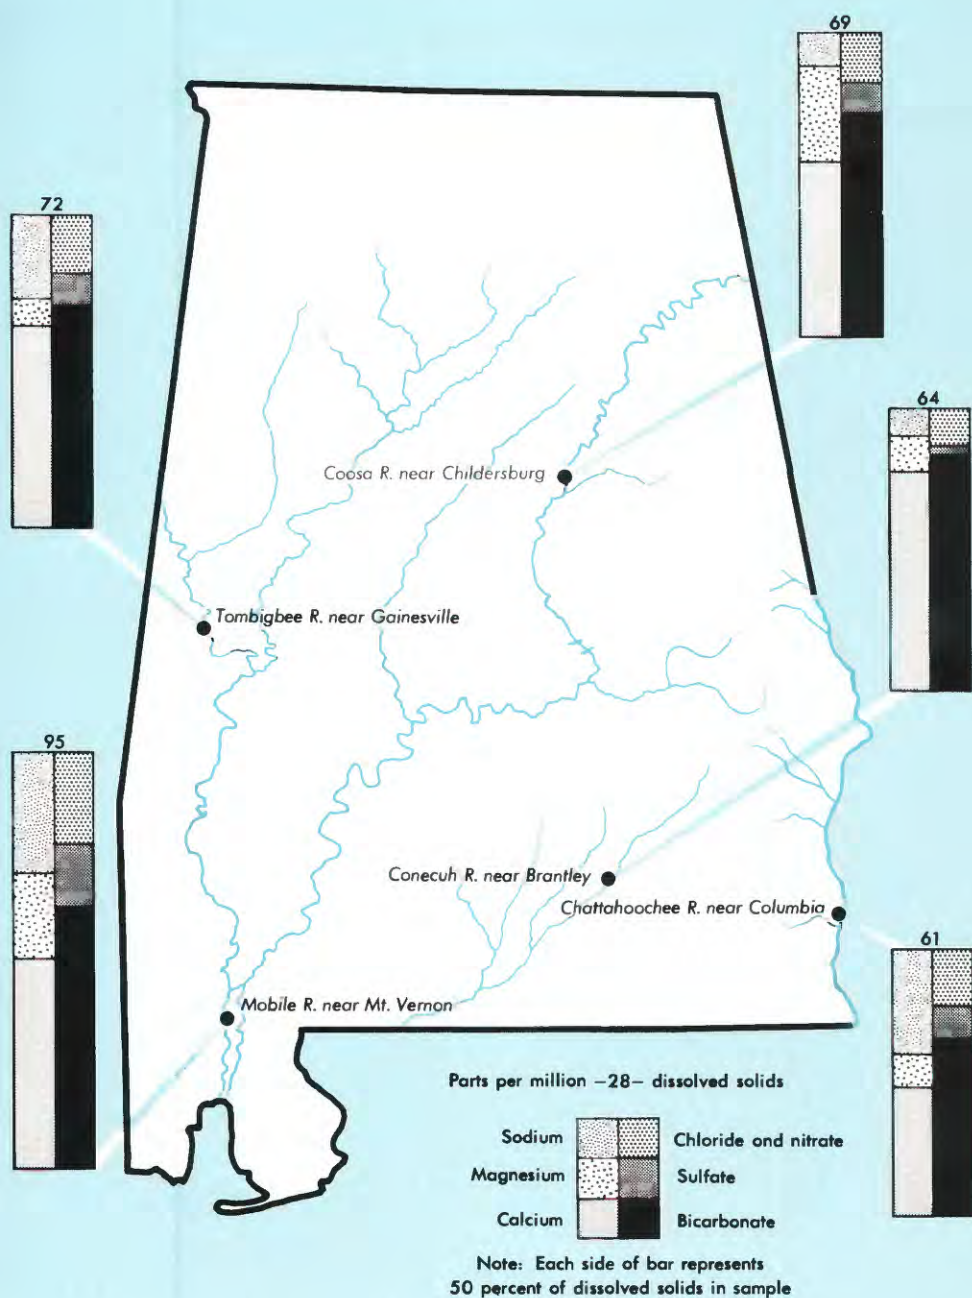 69
72
64
Coosa R. near Childersburg
Tombigbee R. near Gainesville
95
Conecuh R. near Brantley
Chattahoochee R. near Columbia
61
Mobile R. near Mt. Vernon
Parts per million –28– dissolved solids
Sodium Chloride ond nitrate
Magnesium Sulfate
Calcium Bicarbonate
Note: Each side of bar represents
50 percent of dissolved solids in sample